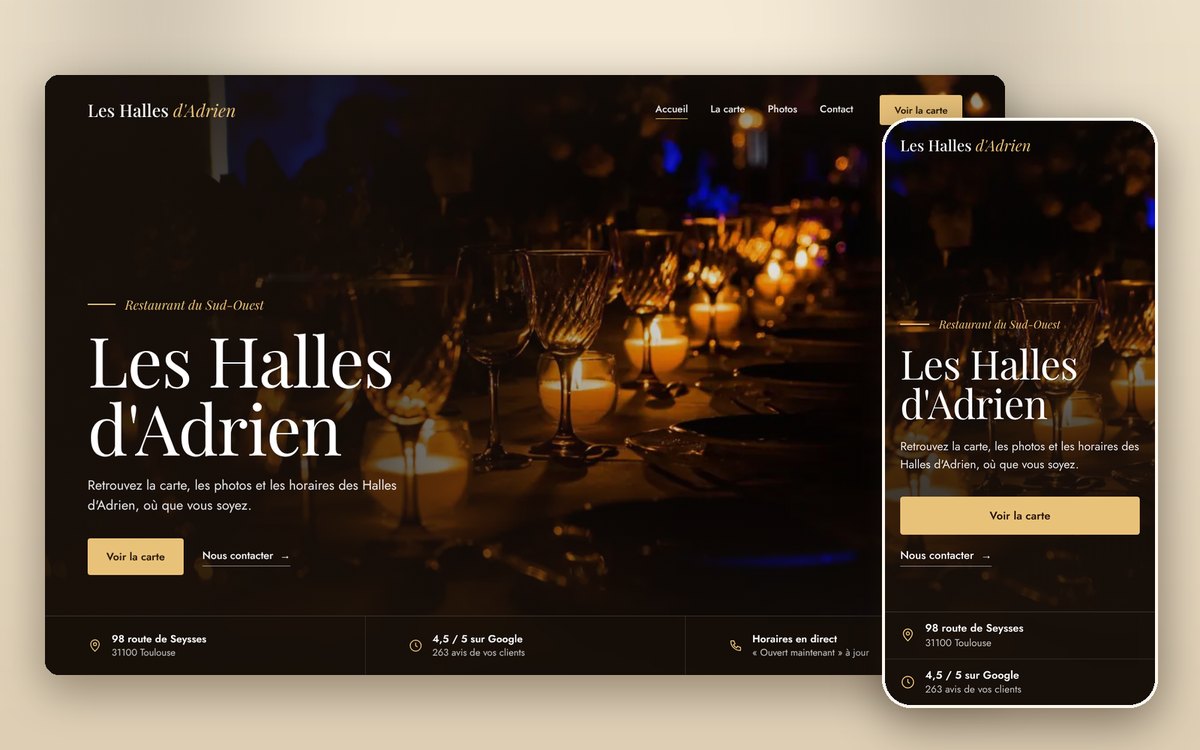 Les Halles d'Adrien
Accueil
La carte
Photos
Contact
Voir la carte
Restaurant du Sud-Ouest
Les Halles
d'Adrien
Retrouvez la carte, les photos et les horaires des Halles
d'Adrien, où que vous soyez.
Voir la carte
Nous contacter →
98 route de Seysses
31100 Toulouse
4,5 / 5 sur Google
263 avis de vos clients
Horaires en direct
« Ouvert maintenant » à jour
Les Halles d'Adrien
Restaurant du Sud-Ouest
Les Halles
d'Adrien
Retrouvez la carte, les photos et les horaires des
Halles d'Adrien, où que vous soyez.
Voir la carte
Nous contacter →
98 route de Seysses
31100 Toulouse
4,5 / 5 sur Google
263 avis de vos clients